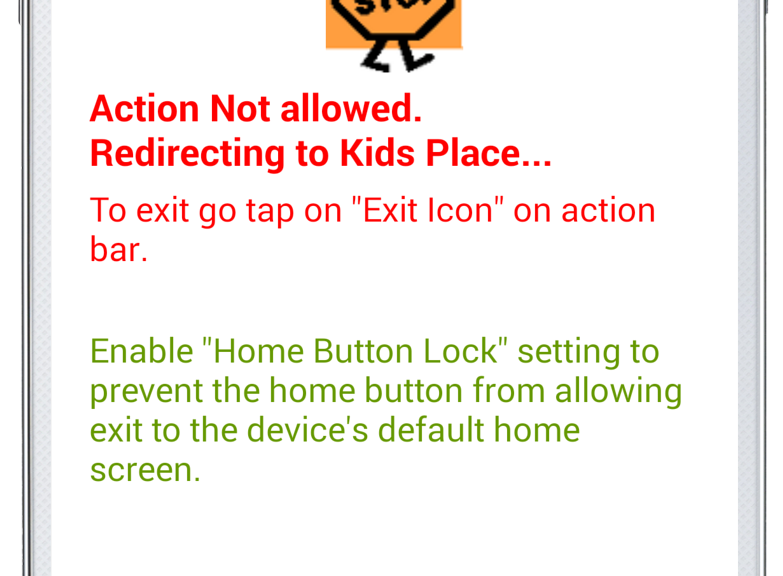 STOP
Action Not allowed.
Redirecting to Kids Place...
To exit go tap on "Exit Icon" on action
bar.
Enable "Home Button Lock" setting to
prevent the home button from allowing
exit to the device's default home
screen.